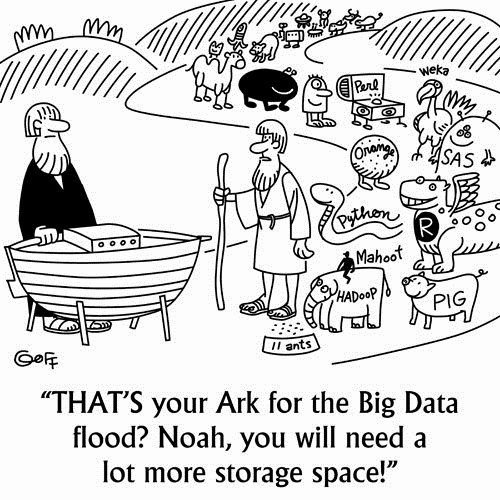 Perl
Weka
Orange
SAS
Python
R
Mahoot
HADooP
PIG
11 ants
GOFF
“THAT’S your Ark for the Big Data
flood? Noah, you will need a
lot more storage space!”